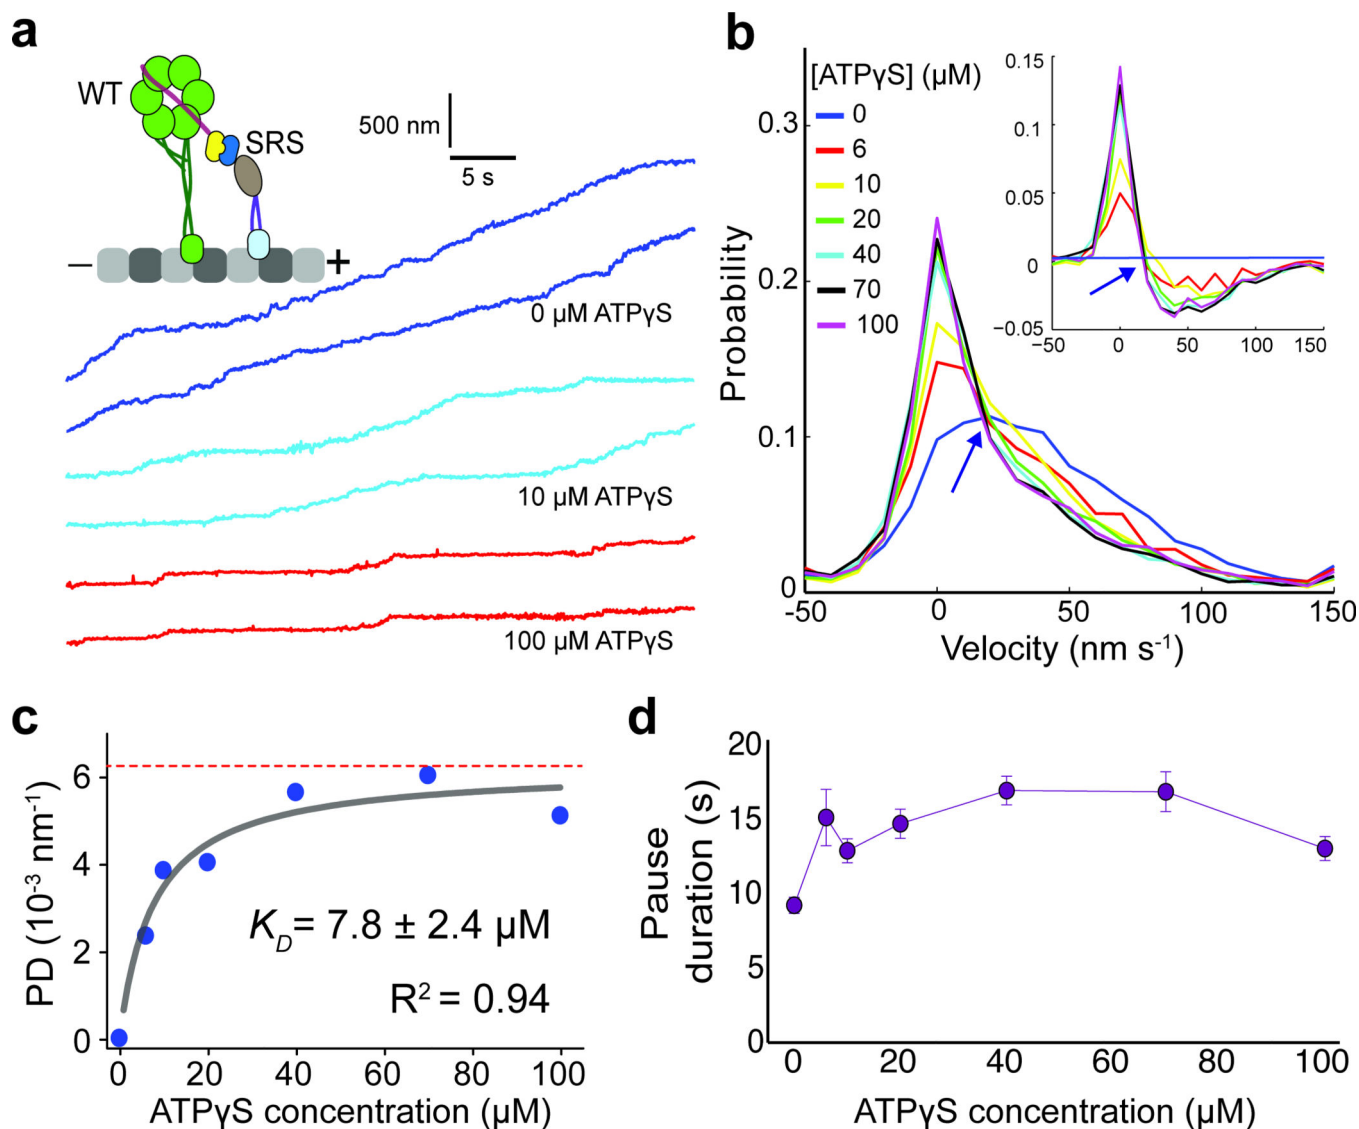 a
WT
SRS
500 nm
5 s
−
+
0 µM ATPγS
10 µM ATPγS
100 µM ATPγS
b
[ATPγS] (µM)
0
6
10
20
40
70
100
Probability
0.3
0.2
0.1
0
-50
0
50
100
150
Velocity (nm s⁻¹)
0.15
0.1
0.05
0
−0.05
−50
0
50
100
150
c
PD (10⁻³ nm⁻¹)
6
4
2
0
K_D = 7.8 ± 2.4 µM
R² = 0.94
0
20
40
60
80
100
ATPγS concentration (µM)
d
Pause
duration (s)
20
15
10
5
0
0
20
40
60
80
100
ATPγS concentration (µM)